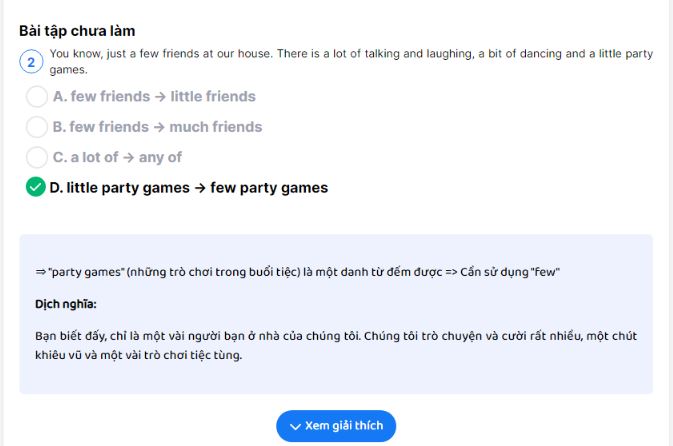 Bài tập chưa làm
2
You know, just a few friends at our house. There is a lot of talking and laughing, a bit of dancing and a little party
games.
A. few friends → little friends
B. few friends → much friends
C. a lot of → any of
D. little party games → few party games
⇒ "party games" (những trò chơi trong buổi tiệc) là một danh từ đếm được => Cần sử dụng "few"
Dịch nghĩa:
Bạn biết đấy, chỉ là một vài người bạn ở nhà của chúng tôi. Chúng tôi trò chuyện và cười rất nhiều, một chút
khiêu vũ và một vài trò chơi tiệc tùng.
Xem giải thích